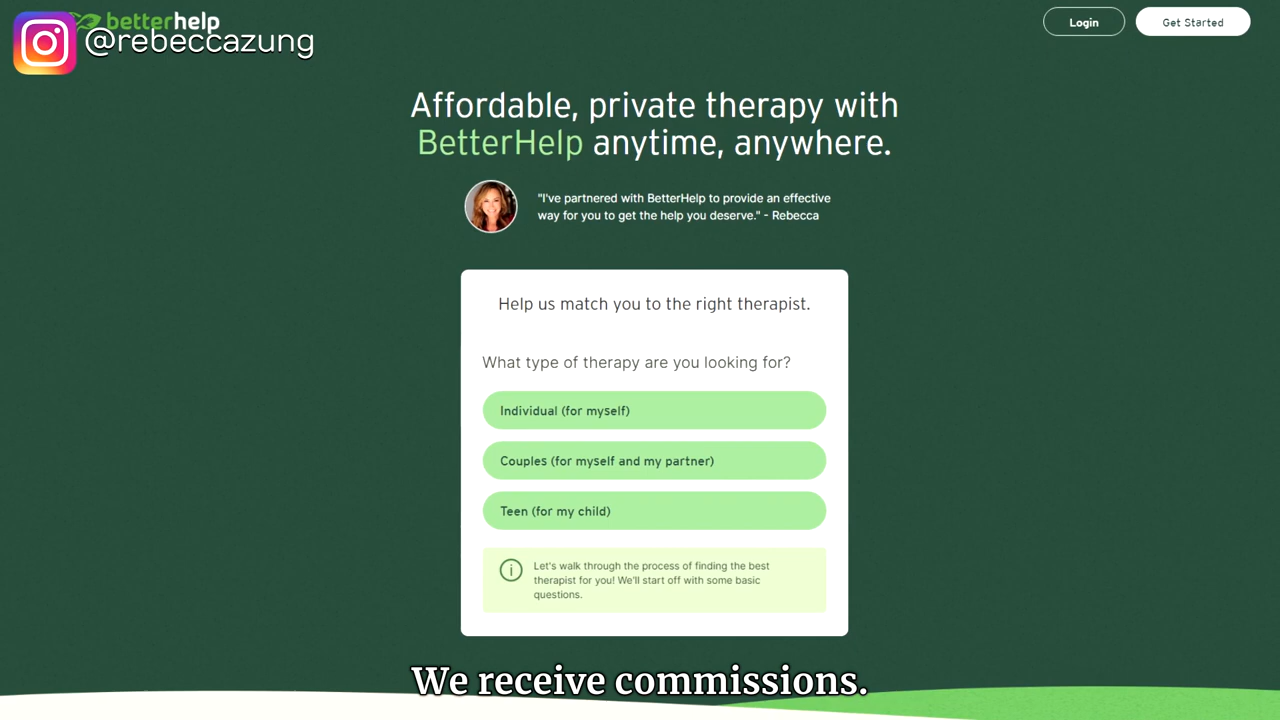 betterhelp
@rebeccazung
Login
Get Started
Affordable, private therapy with
BetterHelp anytime, anywhere.
"I've partnered with BetterHelp to provide an effective
way for you to get the help you deserve." - Rebecca
Help us match you to the right therapist.
What type of therapy are you looking for?
Individual (for myself)
Couples (for myself and my partner)
Teen (for my child)
Let's walk through the process of finding the best
therapist for you! We'll start off with some basic
questions.
We receive commissions.